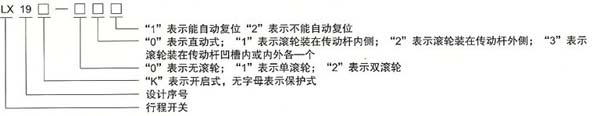 LX 19 □ — □ □ □
“1”表示能自动复位 “2”表示不能自动复位
“0”表示直动式； “1”表示滚轮装在传动杆内侧； “2”表示滚轮装在传动杆外侧； “3”表示
滚轮装在传动杆凹槽内或内外各一个
“0”表示无滚轮； “1”表示单滚轮； “2”表示双滚轮
“K”表示开启式，无字母表示保护式
设计序号
行程开关